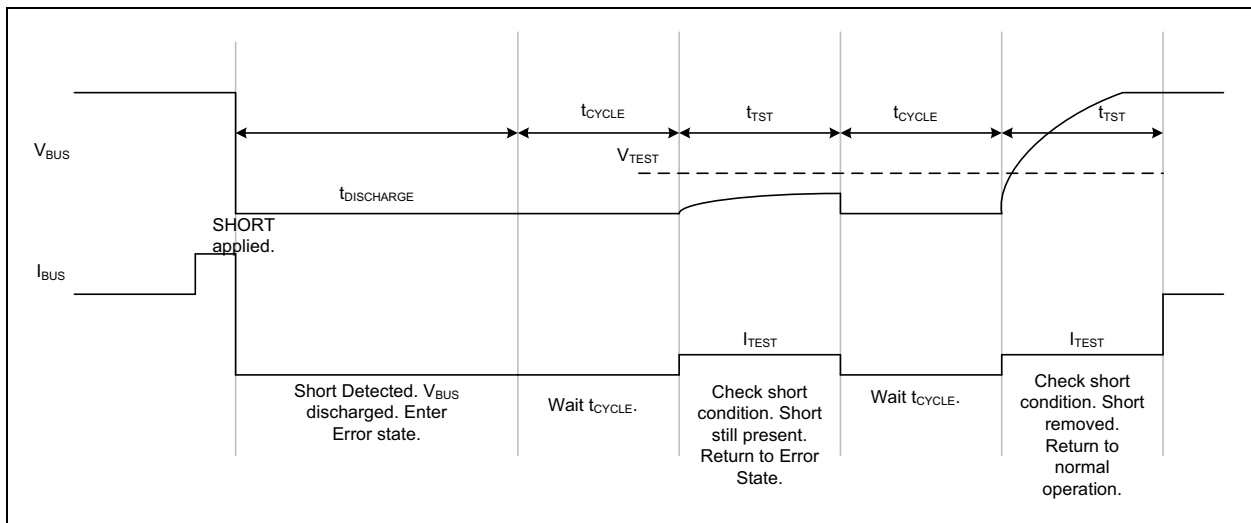 tCYCLE
tTST
tCYCLE
tTST
VBUS
VTEST
tDISCHARGE
SHORT
applied.
IBUS
ITEST
ITEST
Short Detected. VBUS
discharged. Enter
Error state.
Wait tCYCLE.
Check short
condition. Short
still present.
Return to Error
State.
Wait tCYCLE.
Check short
condition. Short
removed.
Return to
normal
operation.